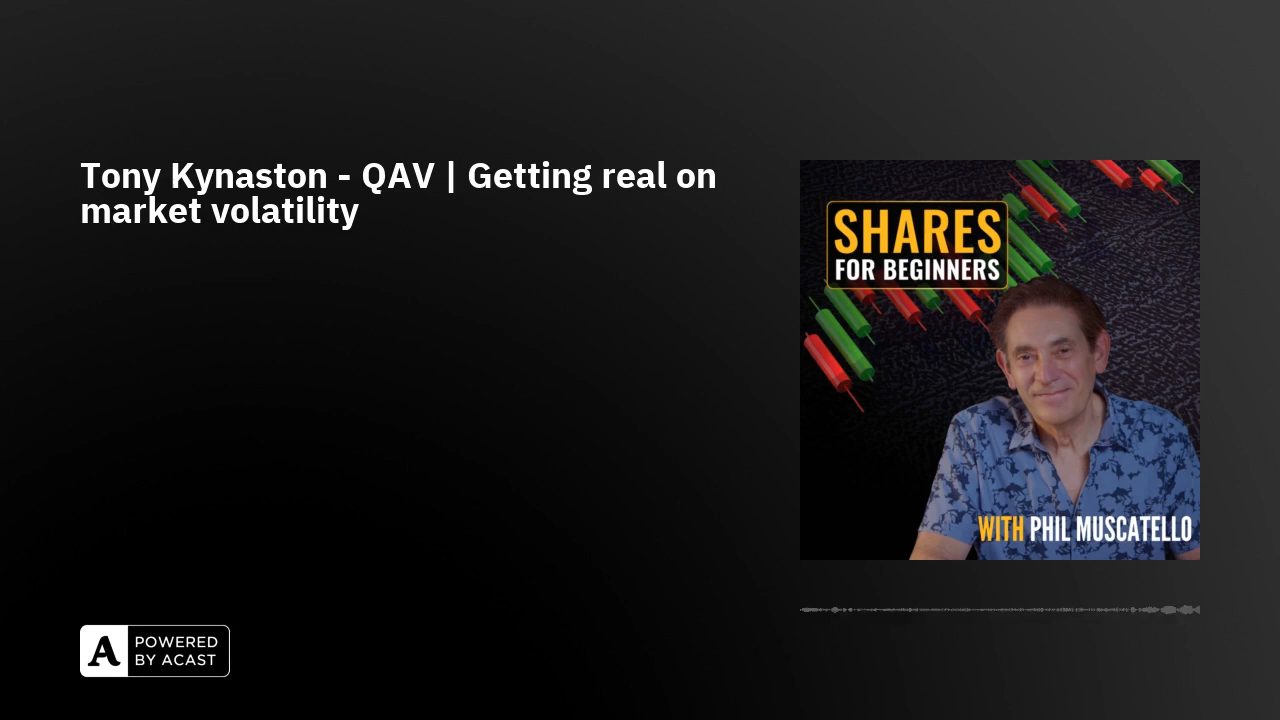 Tony Kynaston - QAV | Getting real on
market volatility
SHARES
FOR BEGINNERS
WITH PHIL MUSCATELLO
A
POWERED
BY ACAST